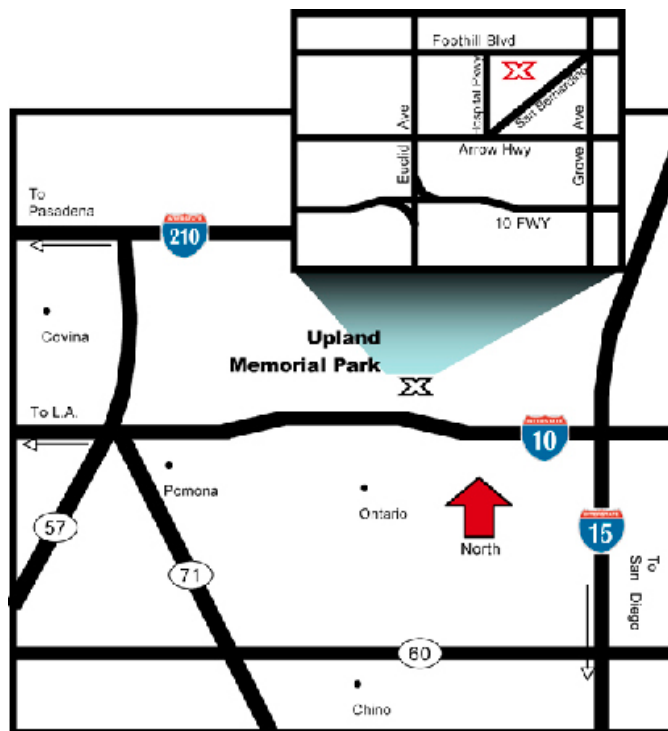 Foothill Blvd
Hospital Pkwy
San Bernardino
Euclid Ave
Grove Ave
Arrow Hwy
10 FWY
To
Pasadena
210
Covina
Upland
Memorial Park
To L.A.
10
Pomona
Ontario
North
15
To San Diego
57
71
60
Chino